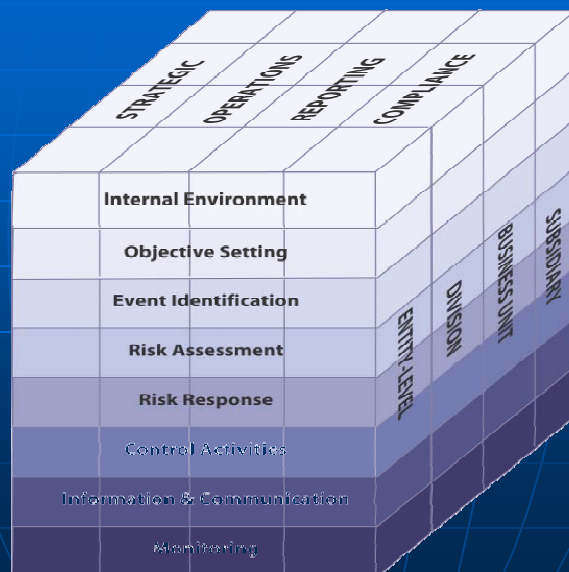 STRATEGIC
OPERATIONS
REPORTING
COMPLIANCE
Internal Environment
Objective Setting
Event Identification
Risk Assessment
Risk Response
Control Activities
Information & Communication
Monitoring
ENTITY-LEVEL
DIVISION
BUSINESS UNIT
SUBSIDIARY